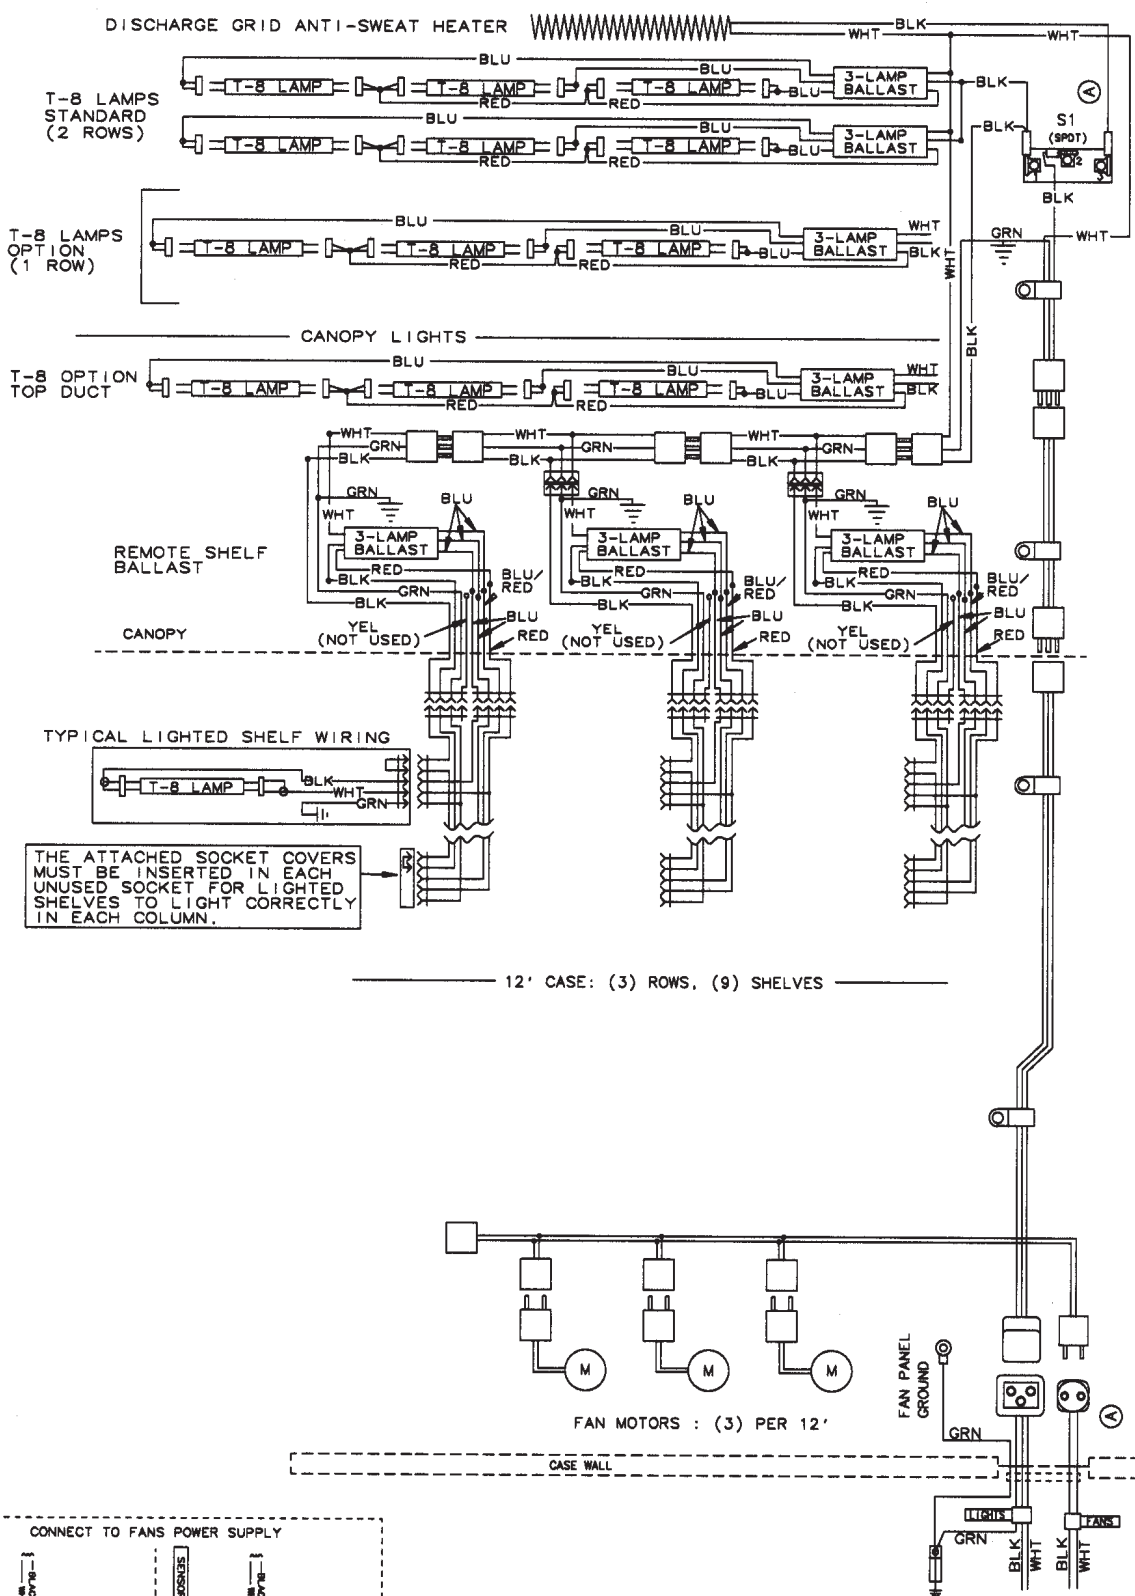 DISCHARGE GRID ANTI-SWEAT HEATER
BLK
WHT
WHT
BLU
BLU
T-8 LAMP
T-8 LAMP
T-8 LAMP
3-LAMP
BALLAST
BLK
A
T-8 LAMPS
STANDARD
(2 ROWS)
RED
RED
BLU
BLU
BLU
T-8 LAMP
T-8 LAMP
T-8 LAMP
3-LAMP
BALLAST
BLK
S1
(SPDT)
2
1
3
RED
RED
BLU
BLK
T-8 LAMPS
OPTION
(1 ROW)
BLU
BLU
T-8 LAMP
T-8 LAMP
T-8 LAMP
3-LAMP
BALLAST
WHT
BLK
RED
RED
BLU
WHT
GRN
WHT
BLK
CANOPY LIGHTS
T-8 OPTION
TOP DUCT
BLU
BLU
T-8 LAMP
T-8 LAMP
T-8 LAMP
3-LAMP
BALLAST
WHT
BLK
RED
RED
BLU
WHT
GRN
BLK
WHT
GRN
BLK
WHT
GRN
BLK
GRN
WHT
BLU
GRN
WHT
BLU
GRN
WHT
BLU
REMOTE SHELF
BALLAST
3-LAMP
BALLAST
3-LAMP
BALLAST
3-LAMP
BALLAST
RED
BLK
GRN
BLK
BLU/
RED
BLU
RED
YEL
(NOT USED)
RED
BLK
GRN
BLK
BLU/
RED
BLU
RED
YEL
(NOT USED)
RED
BLK
GRN
BLK
BLU/
RED
BLU
RED
YEL
(NOT USED)
CANOPY
TYPICAL LIGHTED SHELF WIRING
T-8 LAMP
BLK
WHT
GRN
THE ATTACHED SOCKET COVERS
MUST BE INSERTED IN EACH
UNUSED SOCKET FOR LIGHTED
SHELVES TO LIGHT CORRECTLY
IN EACH COLUMN.
12' CASE: (3) ROWS, (9) SHELVES
M
M
M
FAN MOTORS : (3) PER 12'
FAN PANEL
GROUND
A
GRN
CASE WALL
LIGHTS
FANS
GRN
BLK
WHT
BLK
WHT
CONNECT TO FANS POWER SUPPLY